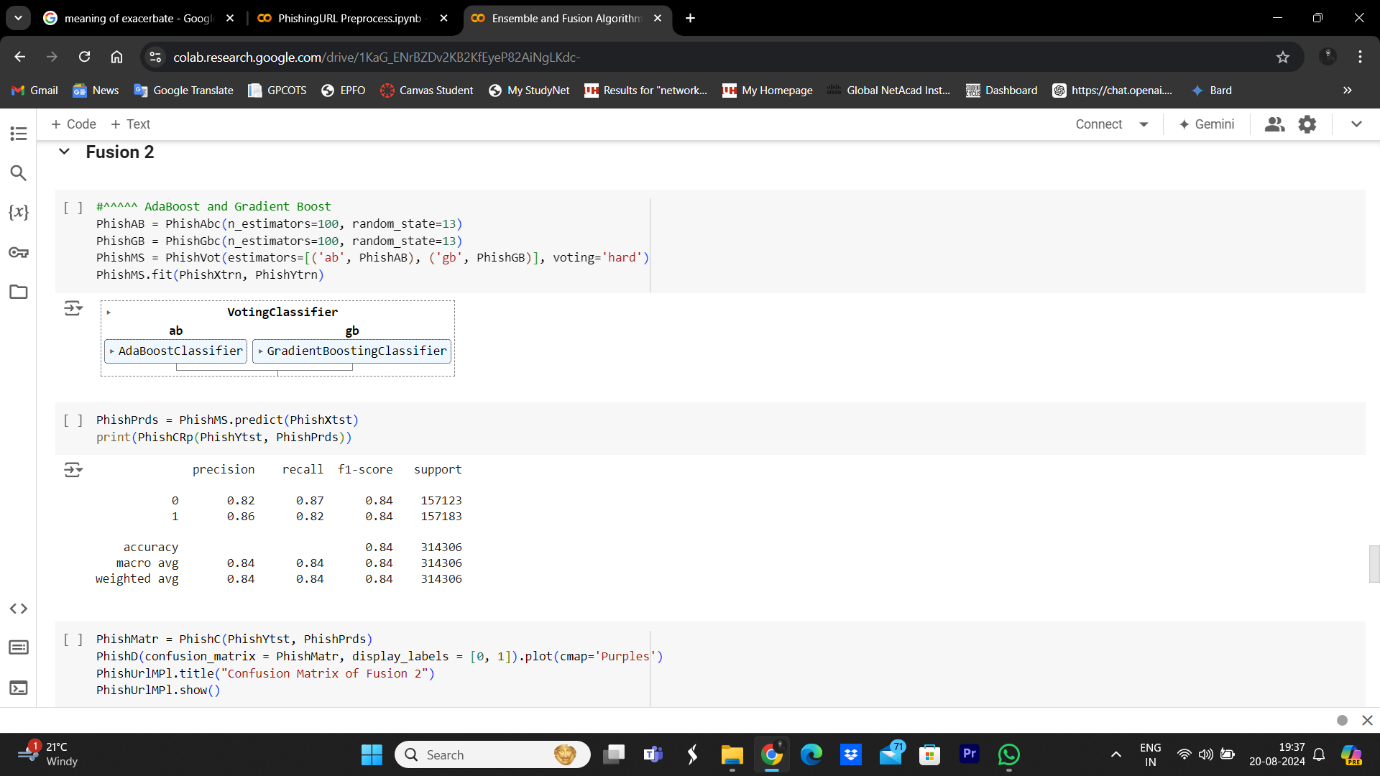 meaning of exacerbate - Googl
PhishingURL Preprocess.ipynb
Ensemble and Fusion Algorithm
colab.research.google.com/drive/1KaG_ENrBZDv2KB2KfEyeP82AiNgLKdc-
Gmail News Google Translate GPCOTS EPFO Canvas Student My StudyNet Results for "network... My Homepage Global NetAcad Inst... Dashboard https://chat.openai.... Bard
+ Code + Text Connect Gemini
Fusion 2
[ ] #^^^^^ AdaBoost and Gradient Boost
PhishAB = PhishAbc(n_estimators=100, random_state=13)
PhishGB = PhishGbc(n_estimators=100, random_state=13)
PhishMS = PhishVot(estimators=[('ab', PhishAB), ('gb', PhishGB)], voting='hard')
PhishMS.fit(PhishXtrn, PhishYtrn)
VotingClassifier
ab gb
AdaBoostClassifier GradientBoostingClassifier
[ ] PhishPrds = PhishMS.predict(PhishXtst)
print(PhishCRp(PhishYtst, PhishPrds))
precision recall f1-score support
0 0.82 0.87 0.84 157123
1 0.86 0.82 0.84 157183
accuracy 0.84 314306
macro avg 0.84 0.84 0.84 314306
weighted avg 0.84 0.84 0.84 314306
[ ] PhishMatr = PhishC(PhishYtst, PhishPrds)
PhishD(confusion_matrix = PhishMatr, display_labels = [0, 1]).plot(cmap='Purples')
PhishUrlMPl.title("Confusion Matrix of Fusion 2")
PhishUrlMPl.show()
1 21°C
Windy
Search
71
Pr
ENG
IN
19:37
20-08-2024
PRE